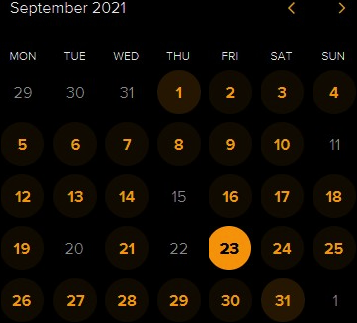 September 2021
MON TUE WED THU FRI SAT SUN
29 30 31 1 2 3 4
5 6 7 8 9 10 11
12 13 14 15 16 17 18
19 20 21 22 23 24 25
26 27 28 29 30 31 1